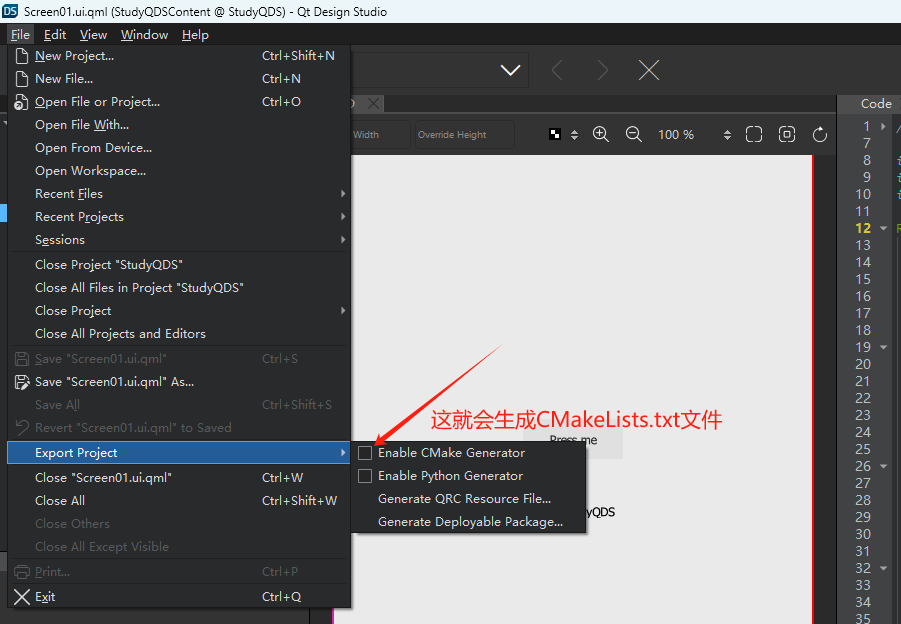 Screen01.ui.qml (StudyQDSContent @ StudyQDS) - Qt Design Studio
File Edit View Window Help
New Project... Ctrl+Shift+N
New File... Ctrl+N
Open File or Project... Ctrl+O
Open File With...
Open From Device...
Open Workspace...
Recent Files
Recent Projects
Sessions
Close Project "StudyQDS"
Close All Files in Project "StudyQDS"
Close Project
Close All Projects and Editors
Save "Screen01.ui.qml" Ctrl+S
Save "Screen01.ui.qml" As...
Save All Ctrl+Shift+S
Revert "Screen01.ui.qml" to Saved
Export Project
Close "Screen01.ui.qml" Ctrl+W
Close All Ctrl+Shift+W
Close Others
Close All Except Visible
Print... Ctrl+P
Exit Ctrl+Q
Enable CMake Generator
Enable Python Generator
Generate QRC Resource File...
Generate Deployable Package...
Width Override Height 100 %
这就会生成CMakeLists.txt文件
Press me
yQDS
Code
1
7
8
9
10
11
12
13
14
15
16
17
18
19
20
21
22
23
24
25
26
27
28
29
30
31
32
33
34
35